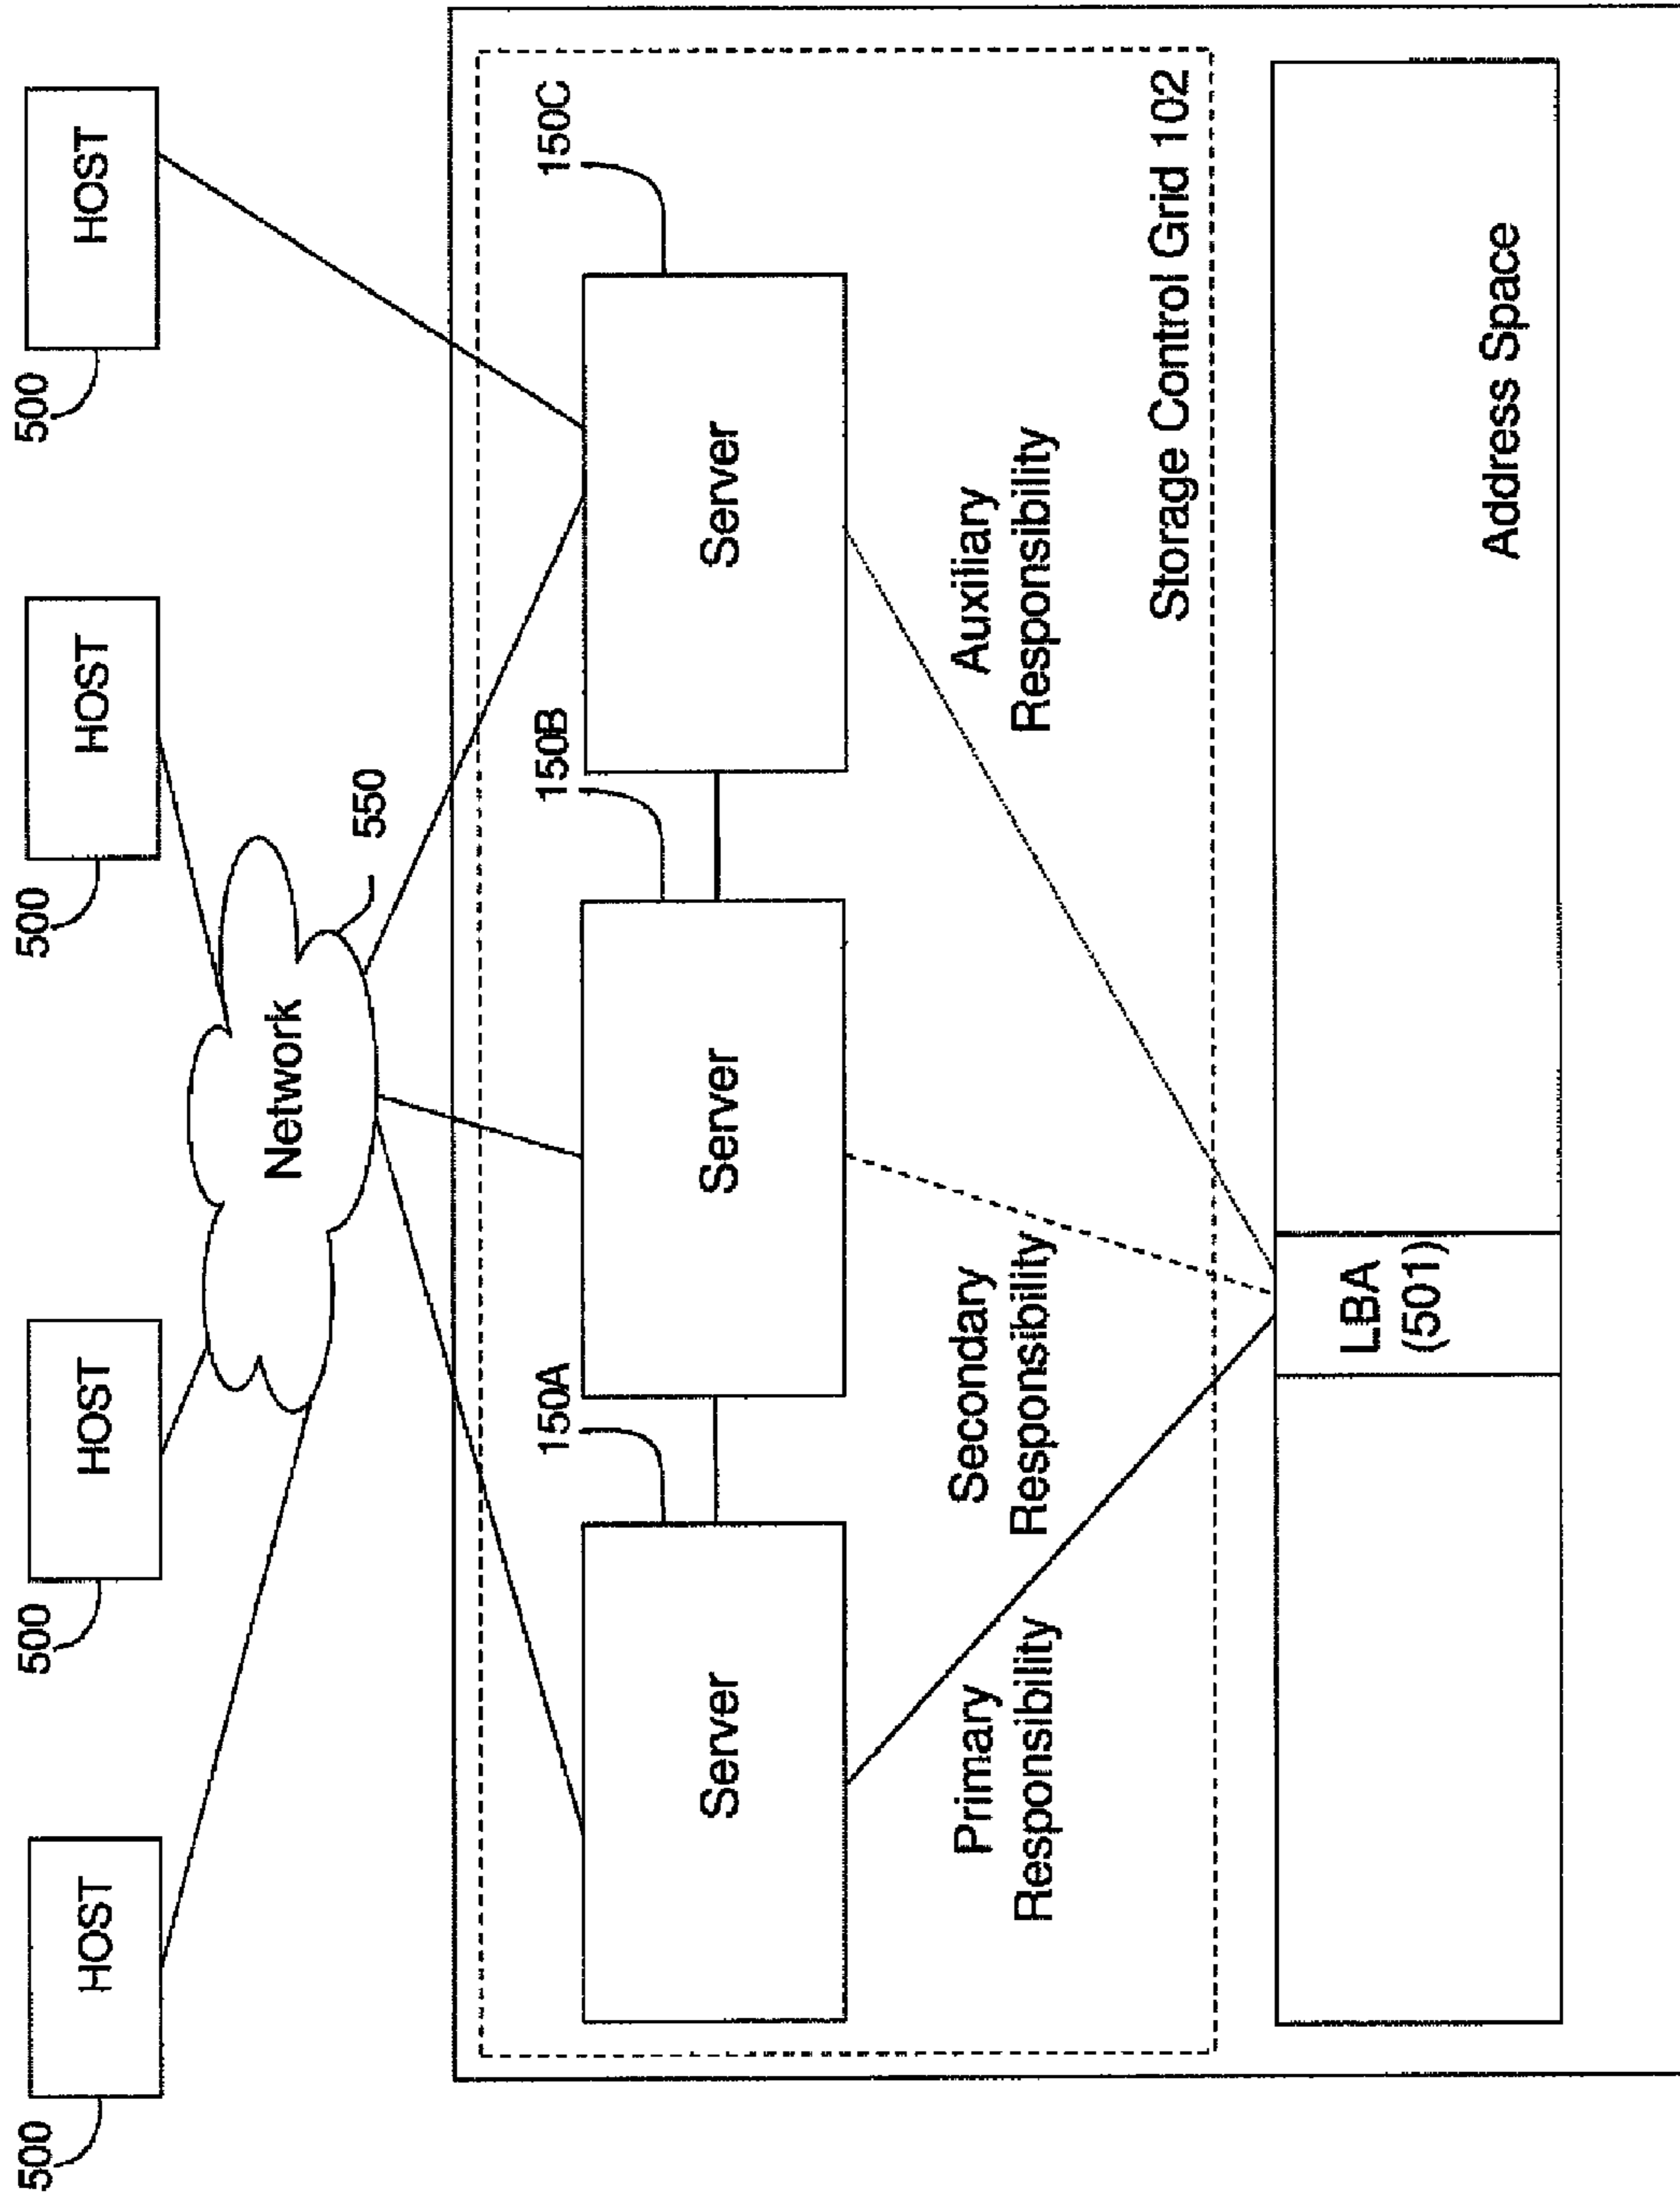 500
HOST
500
HOST
500
HOST
500
HOST
Network
550
150A
150B
150C
Server
Server
Server
Primary
Responsibility
Secondary
Responsibility
Auxiliary
Responsibility
Storage Control Grid 102
LBA
(501)
Address Space